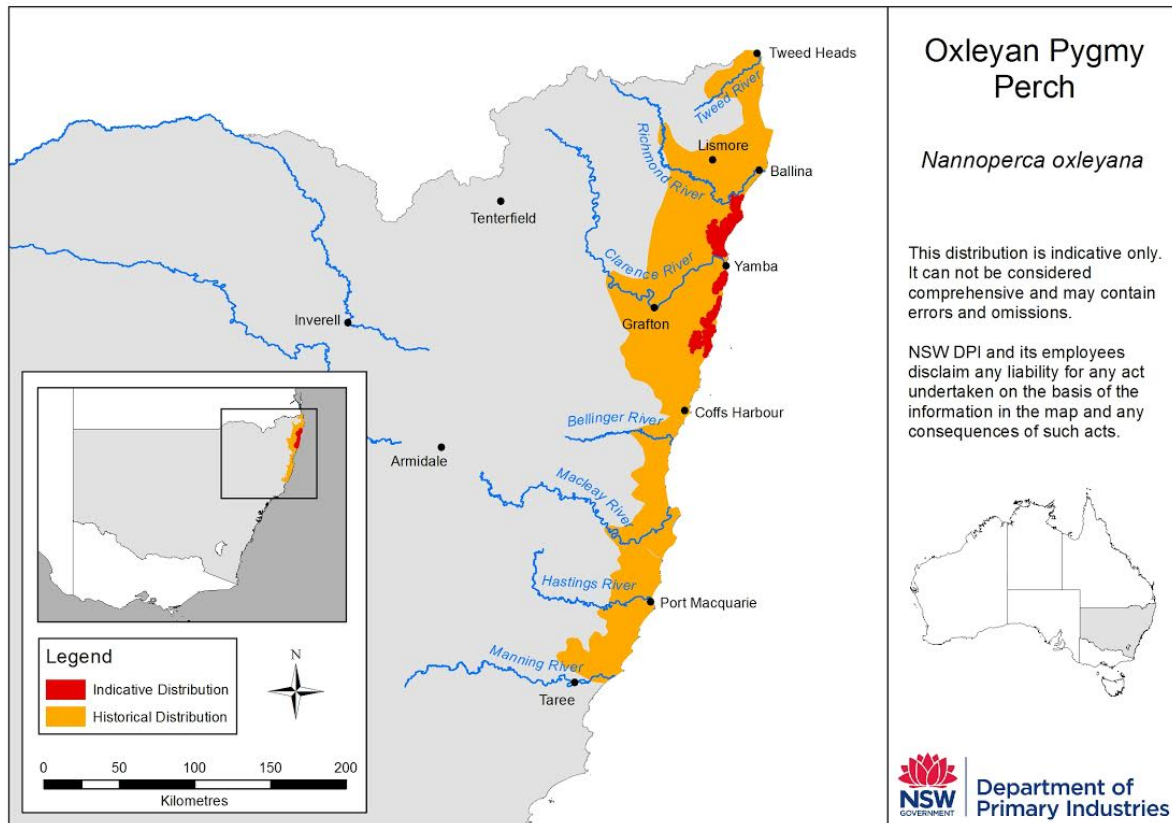 Tweed Heads
Tweed River
Richmond River
Lismore
Ballina
Tenterfield
Clarence River
Yamba
Inverell
Grafton
Bellinger River
Coffs Harbour
Armidale
Macleay River
Hastings River
Port Macquarie
Manning River
Taree
Legend
Indicative Distribution
Historical Distribution
N
0 50 100 150 200
Kilometres
Oxleyan Pygmy
Perch
Nannoperca oxleyana
This distribution is indicative only.
It can not be considered
comprehensive and may contain
errors and omissions.
NSW DPI and its employees
disclaim any liability for any act
undertaken on the basis of the
information in the map and any
consequences of such acts.
NSW
GOVERNMENT
Department of
Primary Industries